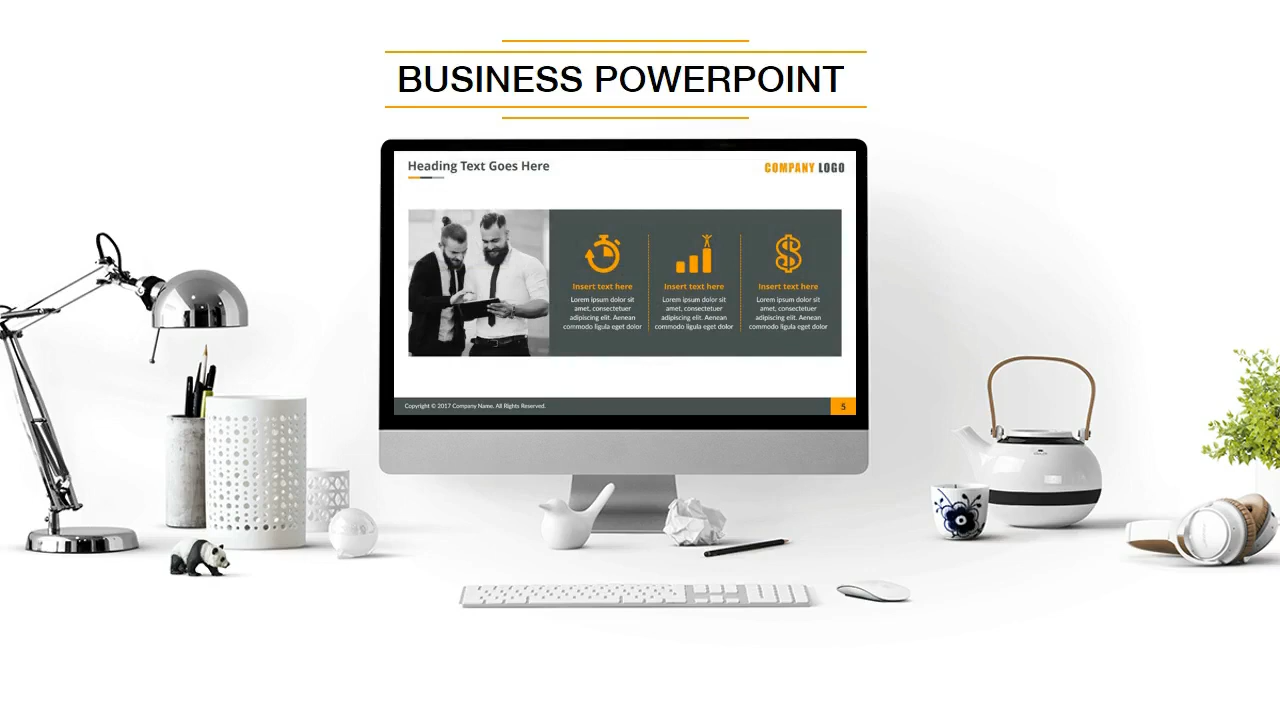 BUSINESS POWERPOINT
Heading Text Goes Here
COMPANY LOGO
Insert text here
Lorem ipsum dolor sit
amet, consectetuer
adipiscing elit. Aenean
commodo ligula eget dolor
Insert text here
Lorem ipsum dolor sit
amet, consectetuer
adipiscing elit. Aenean
commodo ligula eget dolor
Insert text here
Lorem ipsum dolor sit
amet, consectetuer
adipiscing elit. Aenean
commodo ligula eget dolor
Copyright © 2017 Company Name. All Rights Reserved.
5